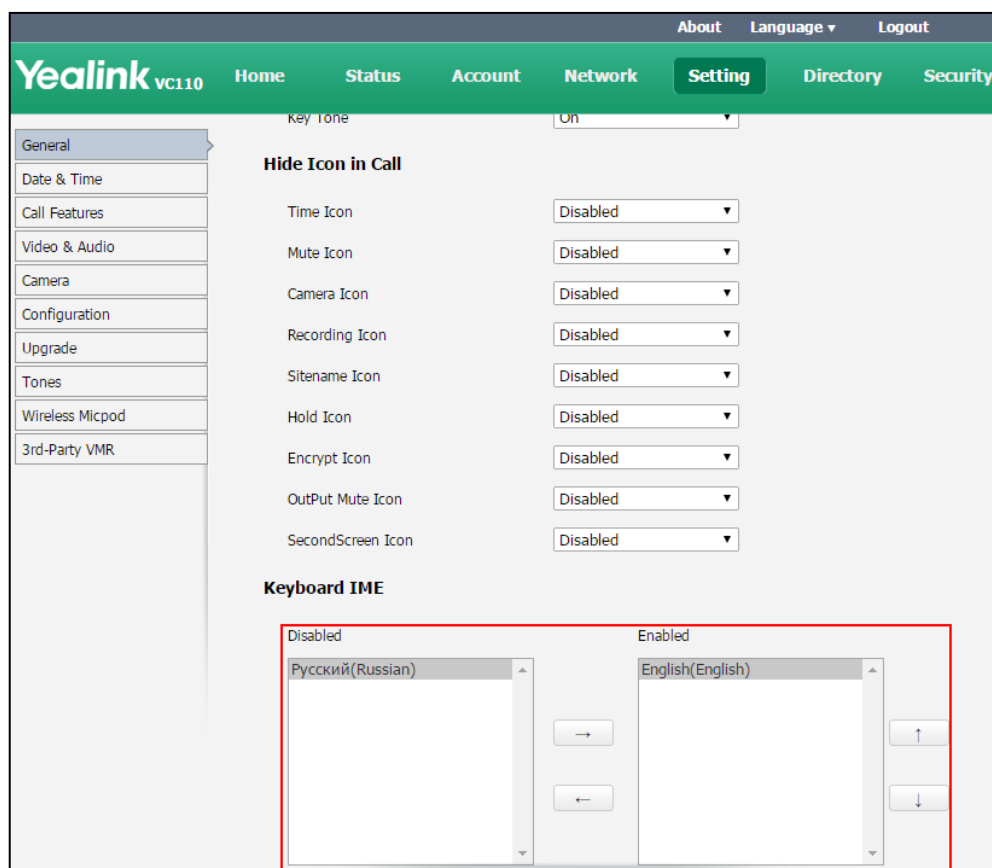 About Language ▾ Logout
Yealink VC110 Home Status Account Network Setting Directory Security
General
Date & Time
Call Features
Video & Audio
Camera
Configuration
Upgrade
Tones
Wireless Micpod
3rd-Party VMR
Key Tone On
Hide Icon in Call
Time Icon Disabled
Mute Icon Disabled
Camera Icon Disabled
Recording Icon Disabled
Sitename Icon Disabled
Hold Icon Disabled
Encrypt Icon Disabled
OutPut Mute Icon Disabled
SecondScreen Icon Disabled
Keyboard IME
Disabled Enabled
Русский(Russian) English(English)
→ ↑
← ↓